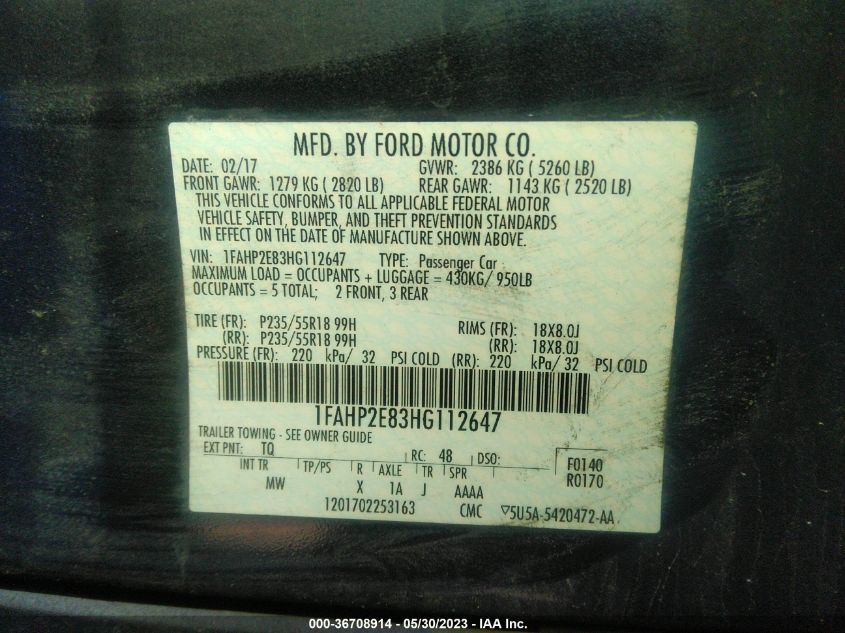 MFD. BY FORD MOTOR CO.
DATE: 02/17 GVWR: 2386 KG ( 5260 LB)
FRONT GAWR: 1279 KG ( 2820 LB) REAR GAWR: 1143 KG ( 2520 LB)
THIS VEHICLE CONFORMS TO ALL APPLICABLE FEDERAL MOTOR
VEHICLE SAFETY, BUMPER, AND THEFT PREVENTION STANDARDS
IN EFFECT ON THE DATE OF MANUFACTURE SHOWN ABOVE.
VIN: 1FAHP2E83HG112647 TYPE: Passenger Car
MAXIMUM LOAD = OCCUPANTS + LUGGAGE = 430KG/ 950LB
OCCUPANTS = 5 TOTAL; 2 FRONT, 3 REAR
TIRE (FR): P235/55R18 99H RIMS (FR): 18X8.0J
(RR): P235/55R18 99H (RR): 18X8.0J
PRESSURE (FR): 220 kPa/ 32 PSI COLD (RR): 220 kPa/ 32 PSI COLD
1FAHP2E83HG112647
TRAILER TOWING - SEE OWNER GUIDE
EXT PNT: TQ RC: 48 DSO: F0140
INT TR TP/PS R AXLE TR SPR R0170
MW X 1A J AAAA
1201702253163 CMC ▽5U5A-5420472-AA
000-36708914 - 05/30/2023 - IAA Inc.